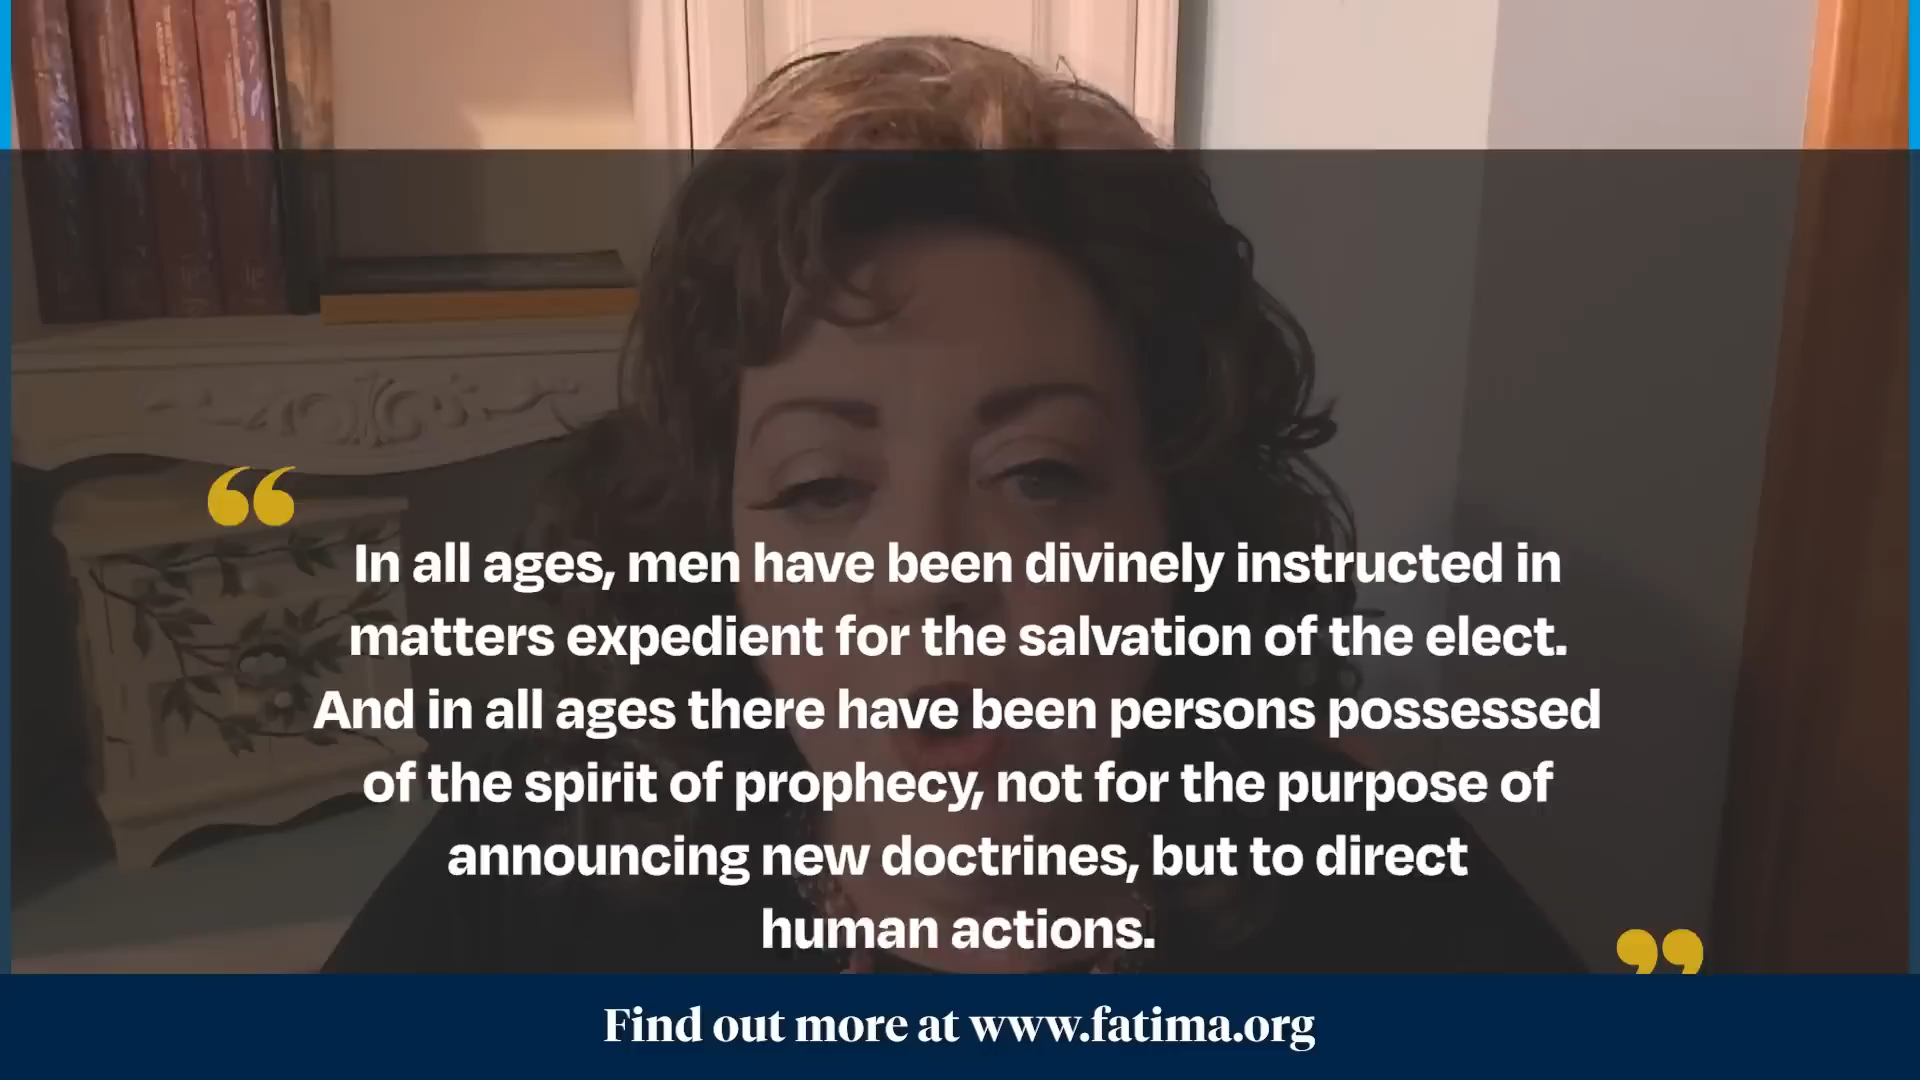 “
In all ages, men have been divinely instructed in
matters expedient for the salvation of the elect.
And in all ages there have been persons possessed
of the spirit of prophecy, not for the purpose of
announcing new doctrines, but to direct
human actions.
”
Find out more at www.fatima.org